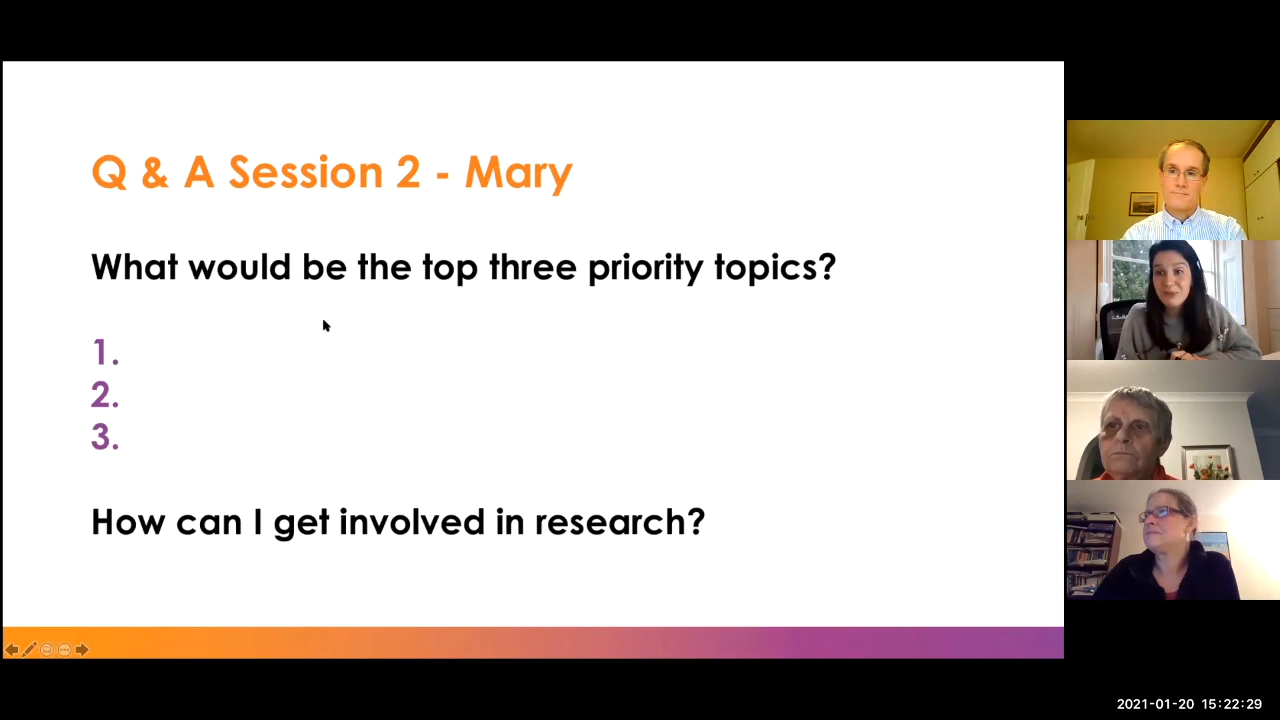 Q & A Session 2 - Mary
What would be the top three priority topics?
1.
2.
3.
How can I get involved in research?
2021-01-20 15:22:29